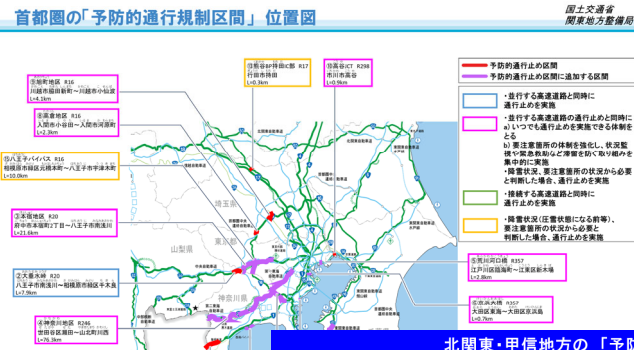 首都圏の「予防的通行規制区間」位置図
国土交通省
関東地方整備局
⑨旭町地区 R16
川越市脇田新町～川越市小仙波
L=4.1km
⑧高倉地区 R16
入間市小谷田～入間市河原町
L=2.3km
八王子バイパス R16
相模原市緑区元橋本町～八王子市宇津木町
L=10.0km
③本宿地区 R20
府中市本宿町2丁目～八王子市南浅川
L=21.6km
②大垂水峠 R20
八王子市南浅川～相模原市緑区千木良
L=7.9km
④神奈川地区 R246
世田谷区瀬田～山北町川西
L=76.3km
熊谷BP持田IC部 R17
行田市持田
L=0.3km
⑩高谷JCT R298
市川市高谷
L=0.9km
予防的通行止め区間
予防的通行止め区間に追加する区間
・並行する高速道路と同時に
通行止めを実施
・並行する高速道路の通行止めと同時に
a) いつでも通行止めを実施できる体制を
とる
b) 要注意箇所の体制を強化し、状況監
視や緊急救助など滞留を防ぐ取り組みを
集中的に実施
・降雪状況、要注意箇所の状況から必要
と判断した場合、通行止めを実施
・接続する高速道路と同時に
通行止めを実施
・降雪状況（圧雪状態になる前等）、
要注意箇所の状況から必要と
判断した場合、通行止めを実施
埼玉県
山梨県
東京都
神奈川県
⑤荒川河口橋 R357
江戸川区臨海町～江東区新木場
L=2.8km
⑥京浜大橋 R357
大田区東海～大田区京浜島
L=0.7km
北関東・甲信地方の「予防